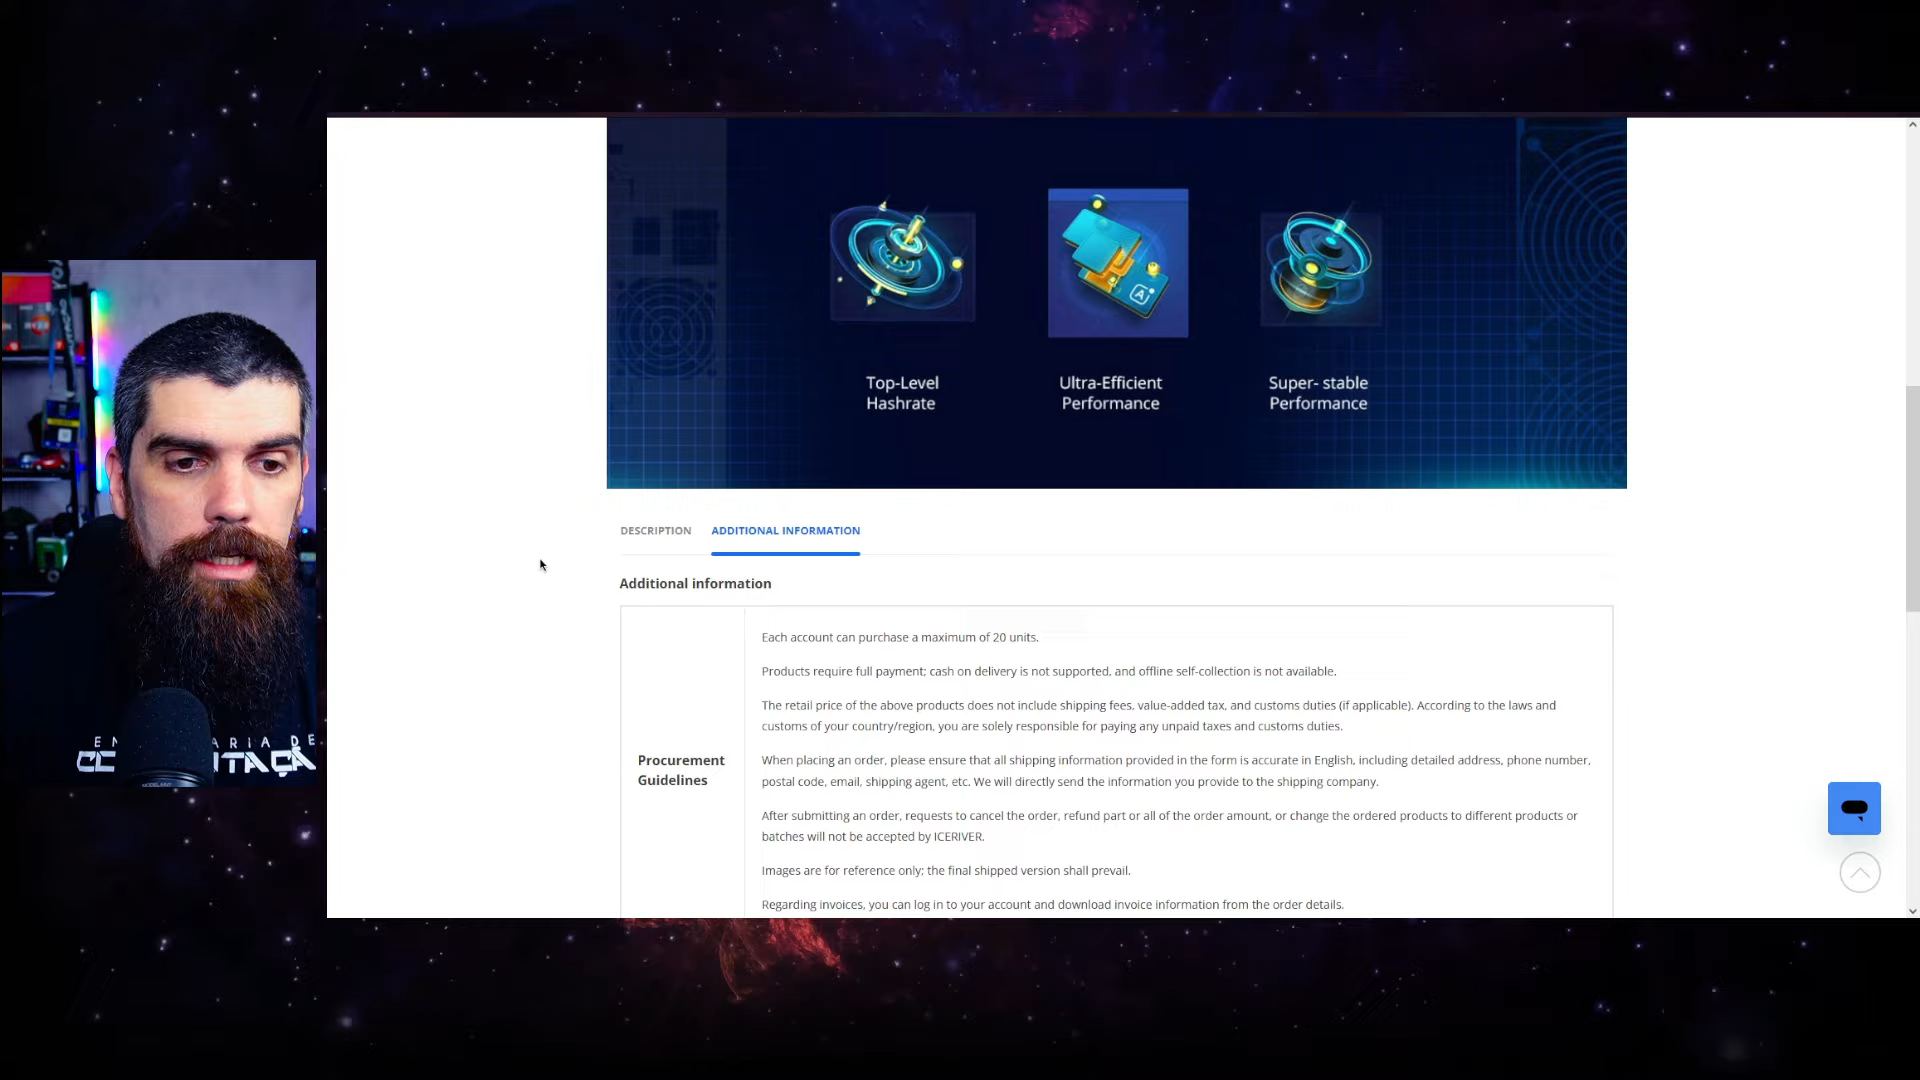 Top-Level
Hashrate
Ultra-Efficient
Performance
Super- stable
Performance
DESCRIPTION
ADDITIONAL INFORMATION
Additional information
Procurement
Guidelines
Each account can purchase a maximum of 20 units.
Products require full payment; cash on delivery is not supported, and offline self-collection is not available.
The retail price of the above products does not include shipping fees, value-added tax, and customs duties (if applicable). According to the laws and
customs of your country/region, you are solely responsible for paying any unpaid taxes and customs duties.
When placing an order, please ensure that all shipping information provided in the form is accurate in English, including detailed address, phone number,
postal code, email, shipping agent, etc. We will directly send the information you provide to the shipping company.
After submitting an order, requests to cancel the order, refund part or all of the order amount, or change the ordered products to different products or
batches will not be accepted by ICERIVER.
Images are for reference only; the final shipped version shall prevail.
Regarding invoices, you can log in to your account and download invoice information from the order details.